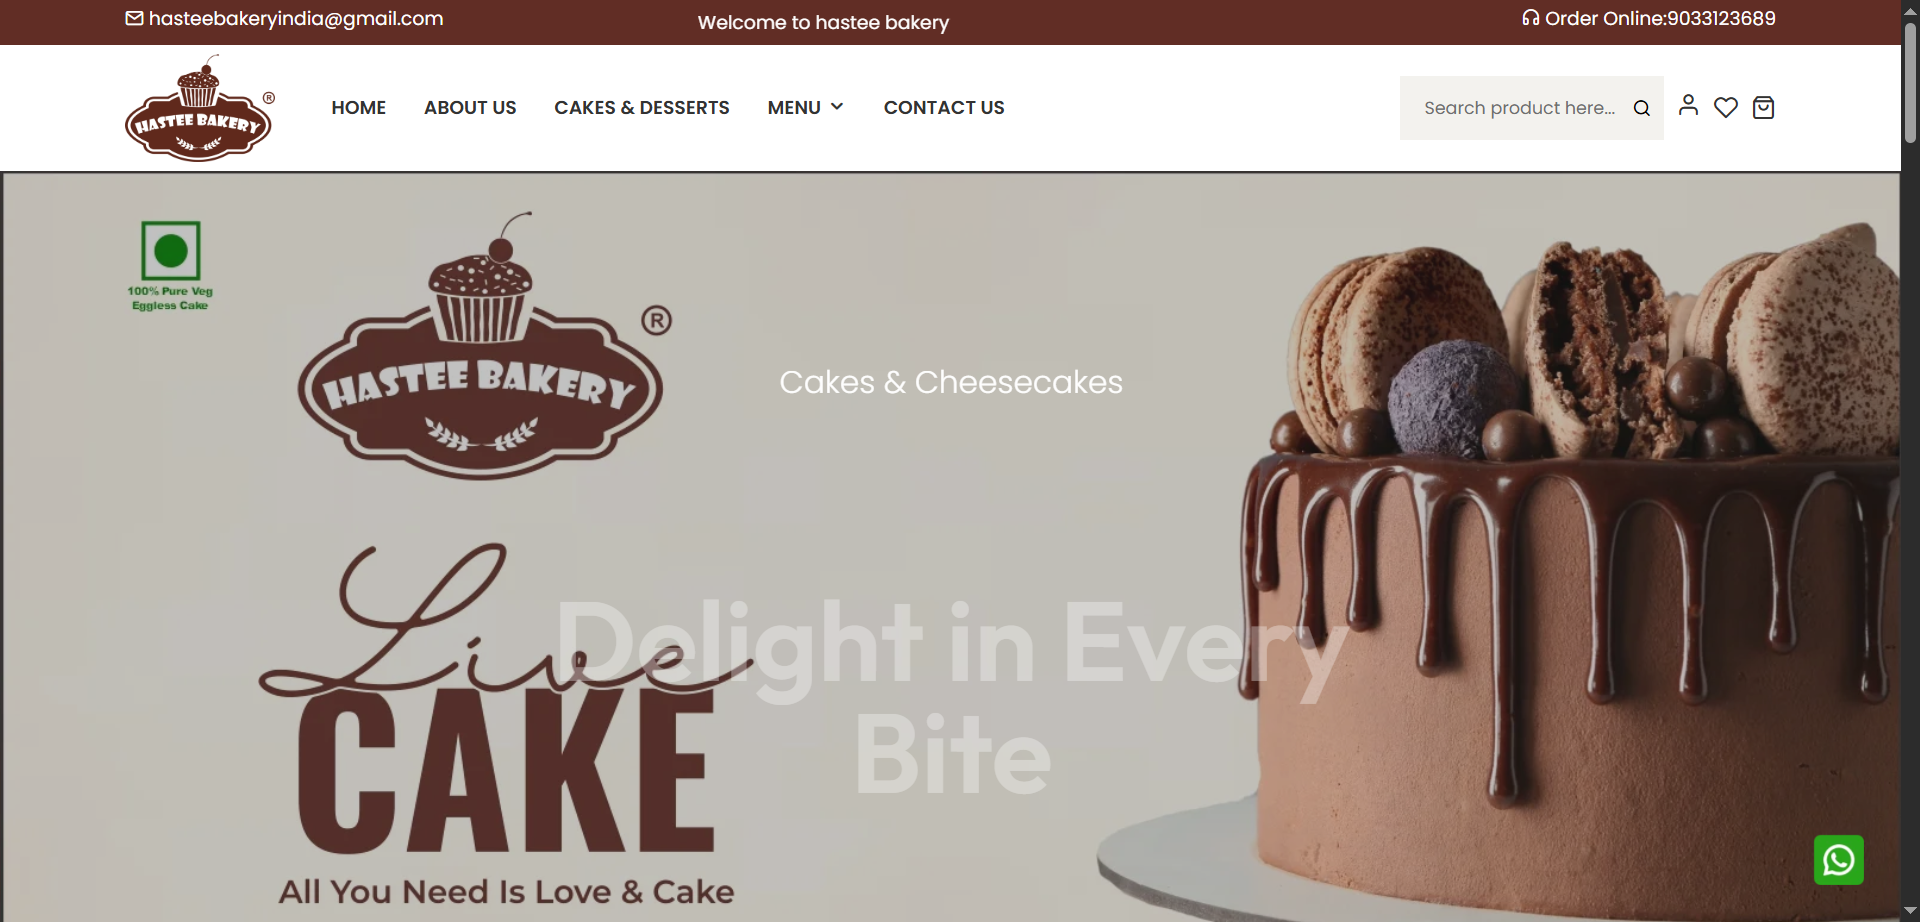 hasteebakeryindia@gmail.com
Welcome to hastee bakery
Order Online:9033123689
HASTEE BAKERY
®
HOME
ABOUT US
CAKES & DESSERTS
MENU
CONTACT US
Search product here...
100% Pure Veg
Eggless Cake
®
HASTEE BAKERY
Cakes & Cheesecakes
Live
CAKE
Delight in Every
Bite
All You Need Is Love & Cake